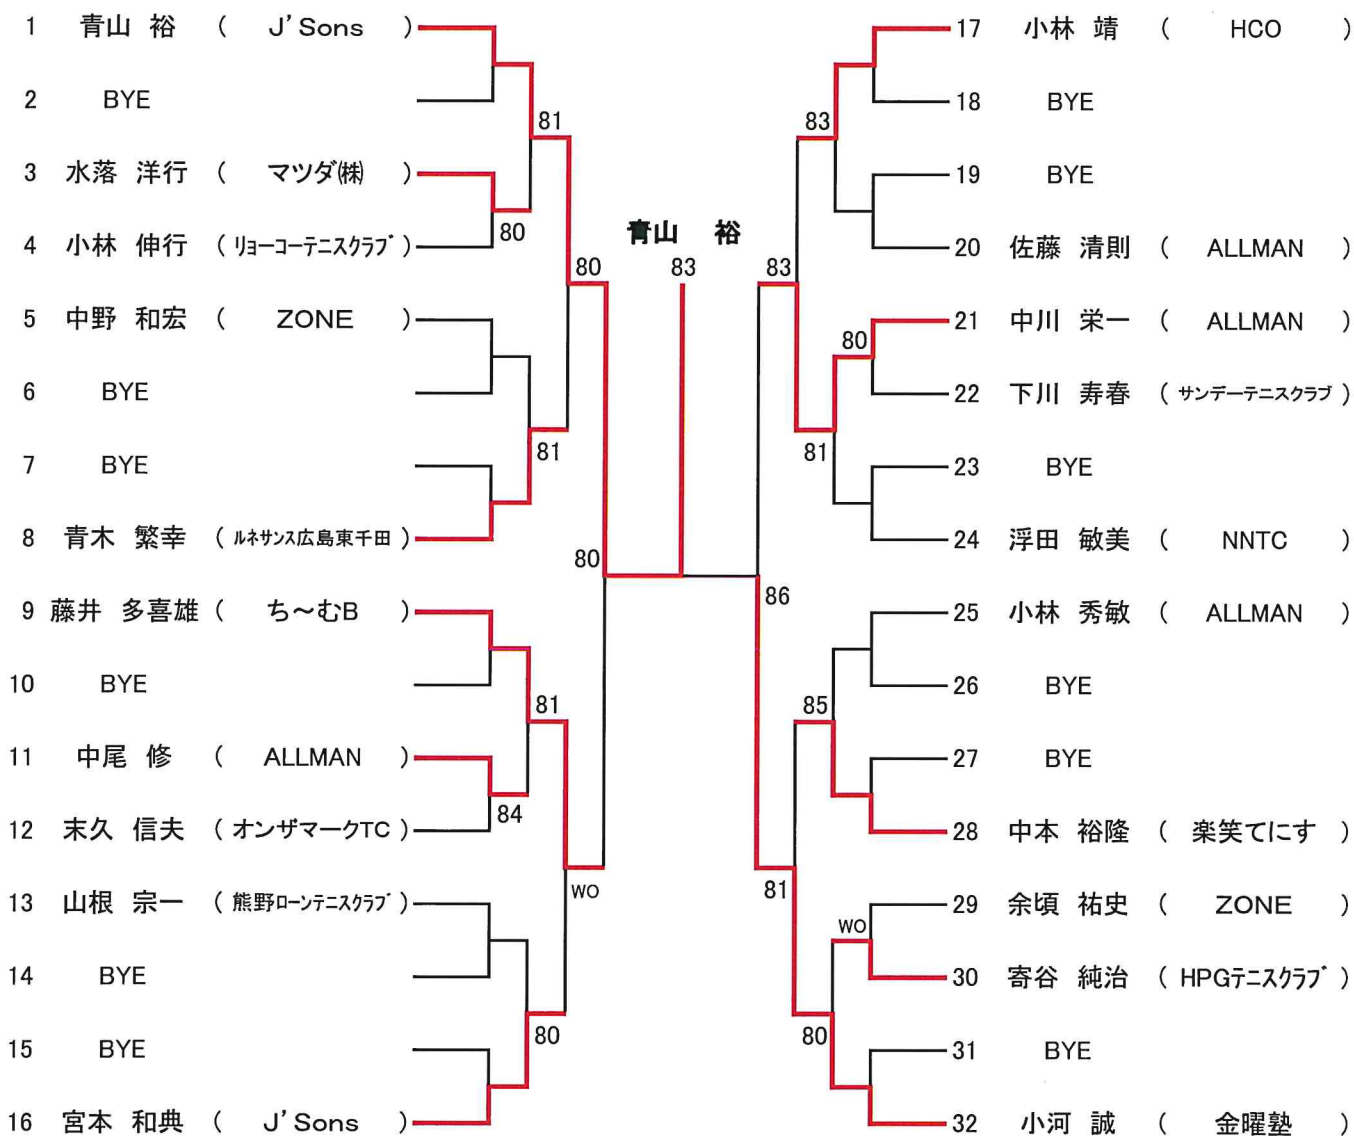 1 青山 裕 ( J'Sons )
2 BYE
81
3 水落 洋行 ( マツダ㈱ )
80
4 小林 伸行 ( リョーコーテニスクラブ )
80
5 中野 和宏 ( ZONE )
6 BYE
81
7 BYE
8 青木 繁幸 ( ルネサンス広島東千田 )
80
9 藤井 多喜雄 ( ち～むB )
10 BYE
81
11 中尾 修 ( ALLMAN )
84
12 末久 信夫 ( オンザマークTC )
WO
13 山根 宗一 ( 熊野ローンテニスクラブ )
14 BYE
80
15 BYE
16 宮本 和典 ( J'Sons )
青山 裕
83
17 小林 靖 ( HCO )
18 BYE
83
19 BYE
20 佐藤 清則 ( ALLMAN )
83
21 中川 栄一 ( ALLMAN )
80
22 下川 寿春 ( サンデーテニスクラブ )
81
23 BYE
24 浮田 敏美 ( NNTC )
86
25 小林 秀敏 ( ALLMAN )
26 BYE
85
27 BYE
28 中本 裕隆 ( 楽笑てにす )
81
29 余頃 祐史 ( ZONE )
WO
30 寄谷 純治 ( HPGテニスクラブ )
80
31 BYE
32 小河 誠 ( 金曜塾 )